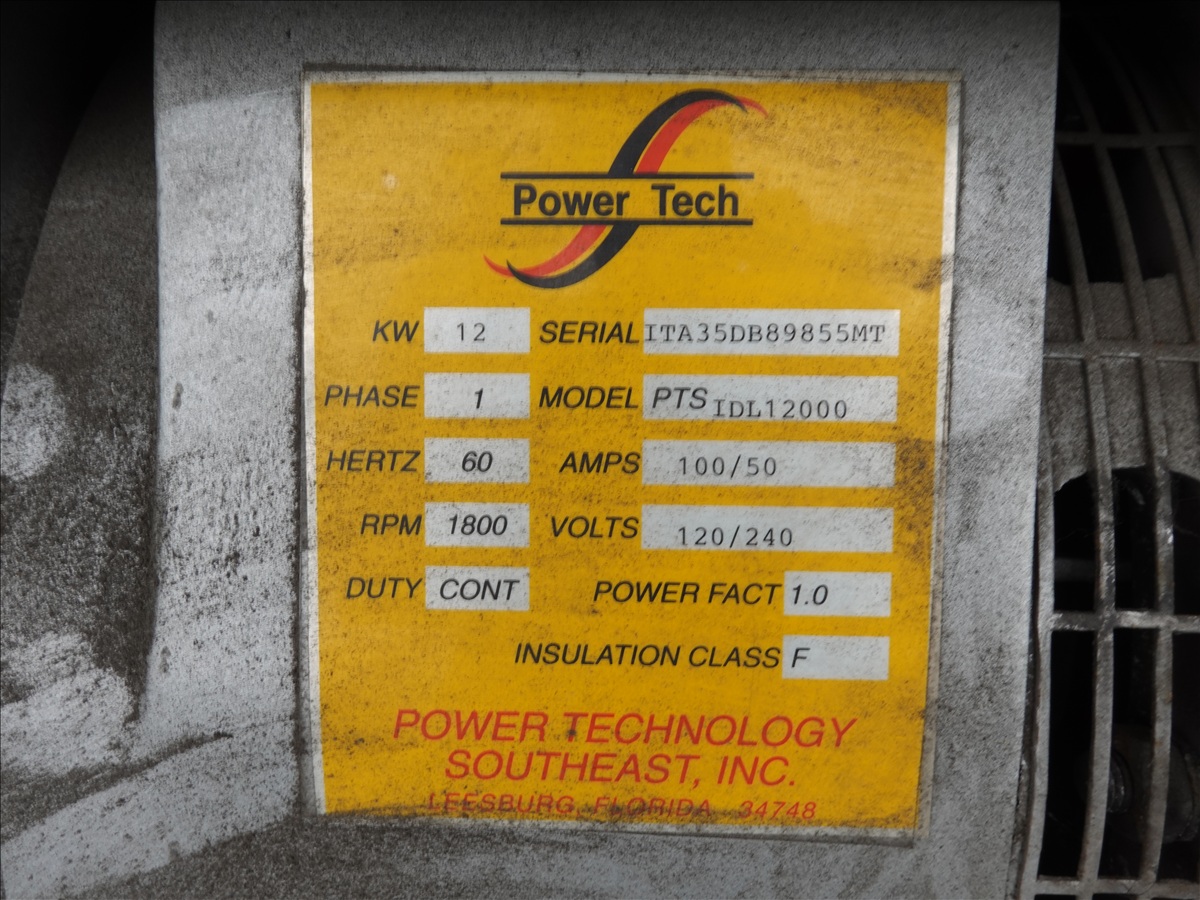 Power Tech
KW 12 SERIAL ITA35DB89855MT
PHASE 1 MODEL PTS IDL12000
HERTZ 60 AMPS 100/50
RPM 1800 VOLTS 120/240
DUTY CONT POWER FACT 1.0
INSULATION CLASS F
POWER TECHNOLOGY
SOUTHEAST, INC.
LEESBURG, FLORIDA 34748